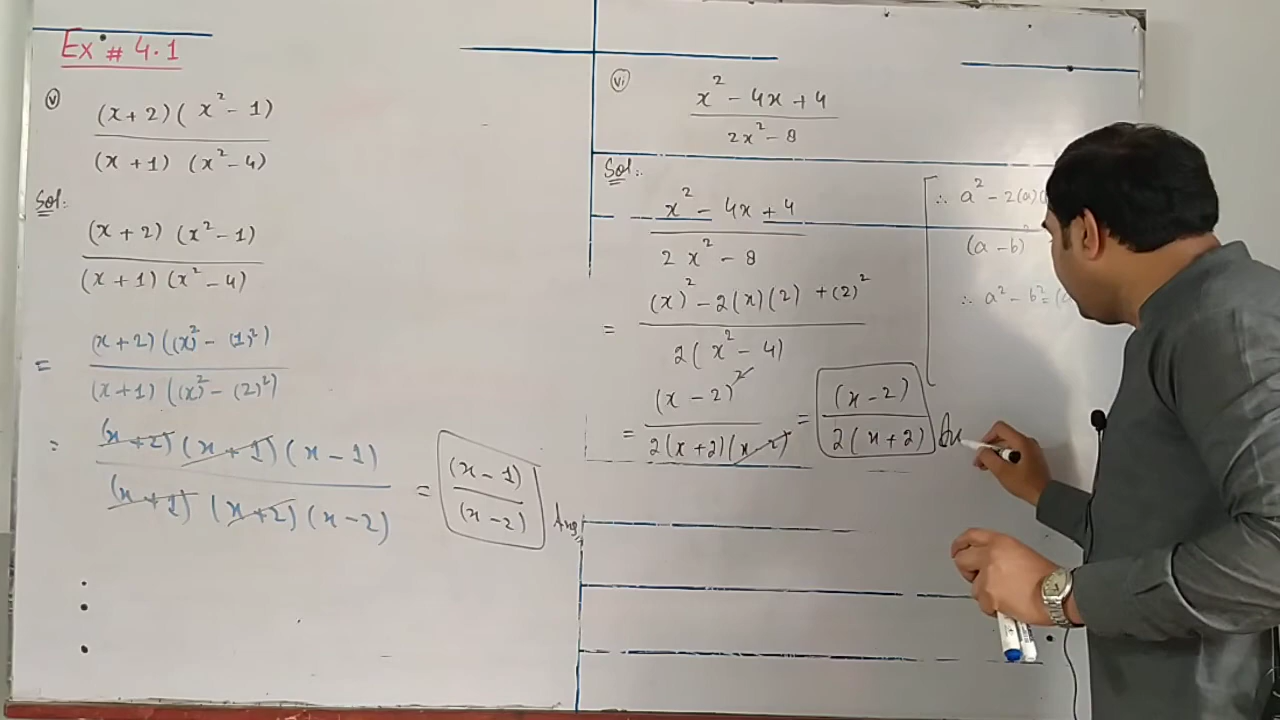 Ex # 4.1
(v) (x+2)(x²-1)
(x+1) (x²-4)
Sol:
(x+2) (x²-1)
(x+1) (x²-4)
= (x+2)((x)²-(1)²)
(x+1)((x)²-(2)²)
= (x+2)(x+1)(x-1)
(x+1)(x+2)(x-2)
= (x-1)
(x-2)
Ans
(vi) x²-4x+4
2x²-8
Sol:.
x²-4x+4
2x²-8
= (x)²-2(x)(2)+(2)²
2(x²-4)
= (x-2)²
2(x+2)(x-2)
= (x-2)
2(x+2)
∴ a²-2(a)(
(a-b)²
∴ a²-b²=(